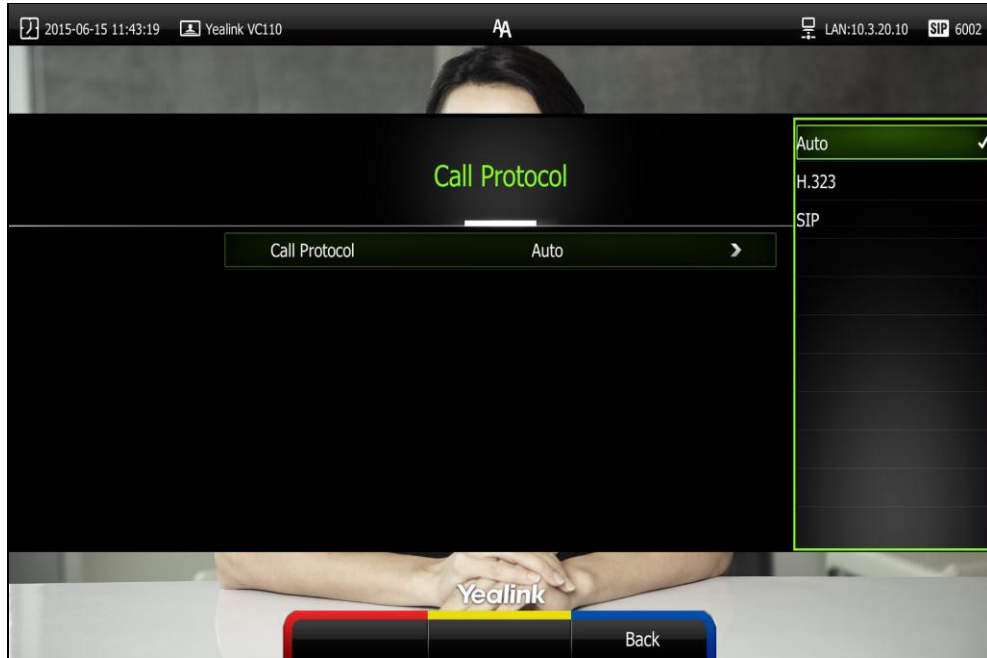 2015-06-15 11:43:19 Yealink VC110 AA LAN:10.3.20.10 SIP 6002
Call Protocol
Auto
H.323
SIP
Call Protocol Auto
Yealink
Back